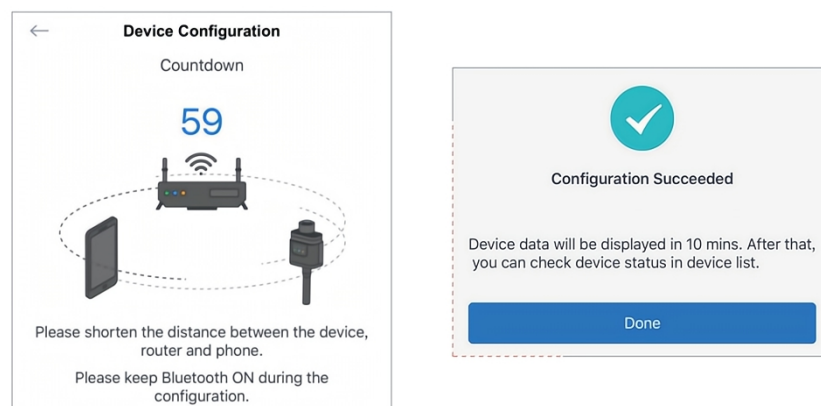 Device Configuration
Countdown
59
Please shorten the distance between the device,
router and phone.
Please keep Bluetooth ON during the
configuration.
Configuration Succeeded
Device data will be displayed in 10 mins. After that,
you can check device status in device list.
Done